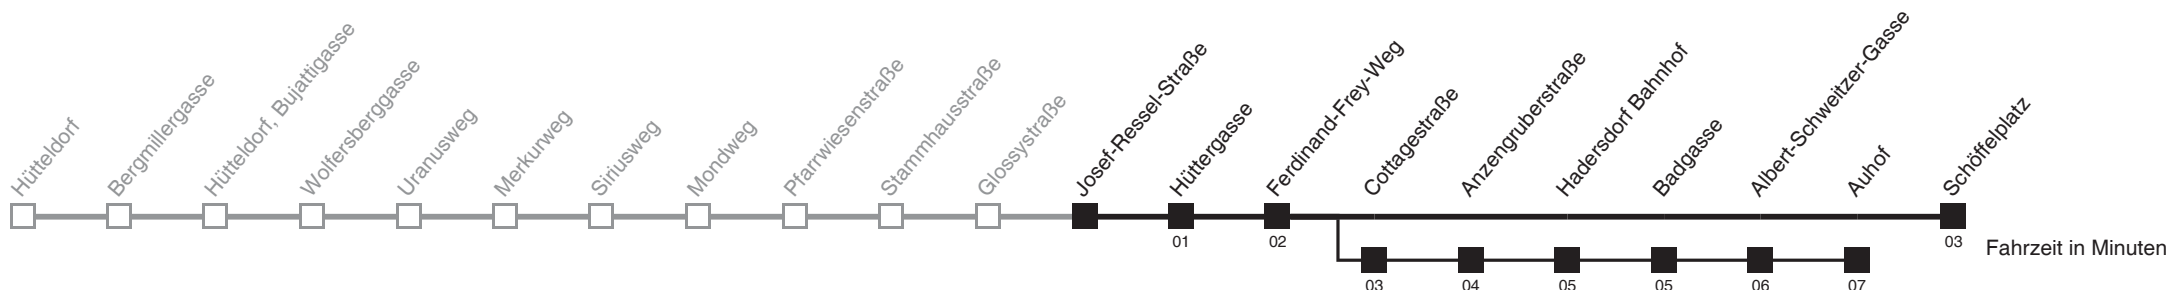 Hütteldorf
Bergmillergasse
Hütteldorf, Bujattigasse
Wolfersberggasse
Uranusweg
Merkurweg
Siriusweg
Mondweg
Pfarrwiesenstraße
Stammhausstraße
Glossystraße
Josef-Ressel-Straße
Hüttergasse
Ferdinand-Frey-Weg
Cottagestraße
Anzengruberstraße
Hadersdorf Bahnhof
Badgasse
Albert-Schweitzer-Gasse
Auhof
Schöffelplatz
01
02
03
Fahrzeit in Minuten
03
04
05
05
06
07